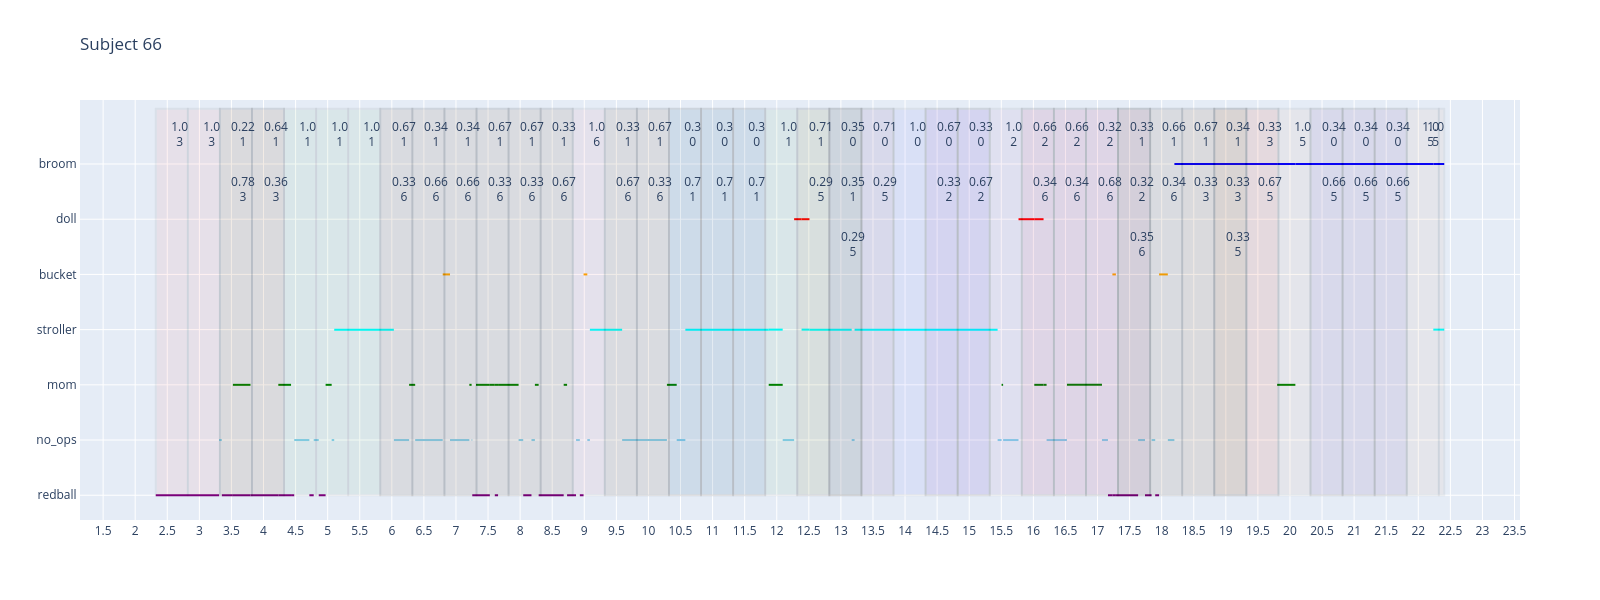 Subject 66
1.0 1.0 0.22 0.64 1.0 1.0 1.0 0.67 0.34 0.34 0.67 0.67 0.33 1.0 0.33 0.67 0.3 0.3 0.3 1.0 0.71 0.35 0.71 1.0 0.67 0.33 1.0 0.66 0.66 0.32 0.33 0.66 0.67 0.34 0.33 1.0 0.34 0.34 0.34
3 3 1 1 1 1 1 1 1 1 1 1 1 6 1 1 0 0 0 1 1 0 0 0 0 0 2 2 2 2 1 1 1 1 3 5 0 0 0
broom
0.78 0.36 0.33 0.66 0.66 0.33 0.33 0.67 0.67 0.33 0.7 0.7 0.7 0.29 0.35 0.29 0.33 0.67 0.34 0.34 0.68 0.32 0.34 0.33 0.33 0.67 0.66 0.66 0.66
3 3 6 6 6 6 6 6 6 6 1 1 1 5 1 5 2 2 6 6 6 2 6 3 3 5 5 5 5
doll
0.29 0.35 0.33
5 6 5
bucket
stroller
mom
no_ops
redball
1.5 2 2.5 3 3.5 4 4.5 5 5.5 6 6.5 7 7.5 8 8.5 9 9.5 10 10.5 11 11.5 12 12.5 13 13.5 14 14.5 15 15.5 16 16.5 17 17.5 18 18.5 19 19.5 20 20.5 21 21.5 22 22.5 23 23.5